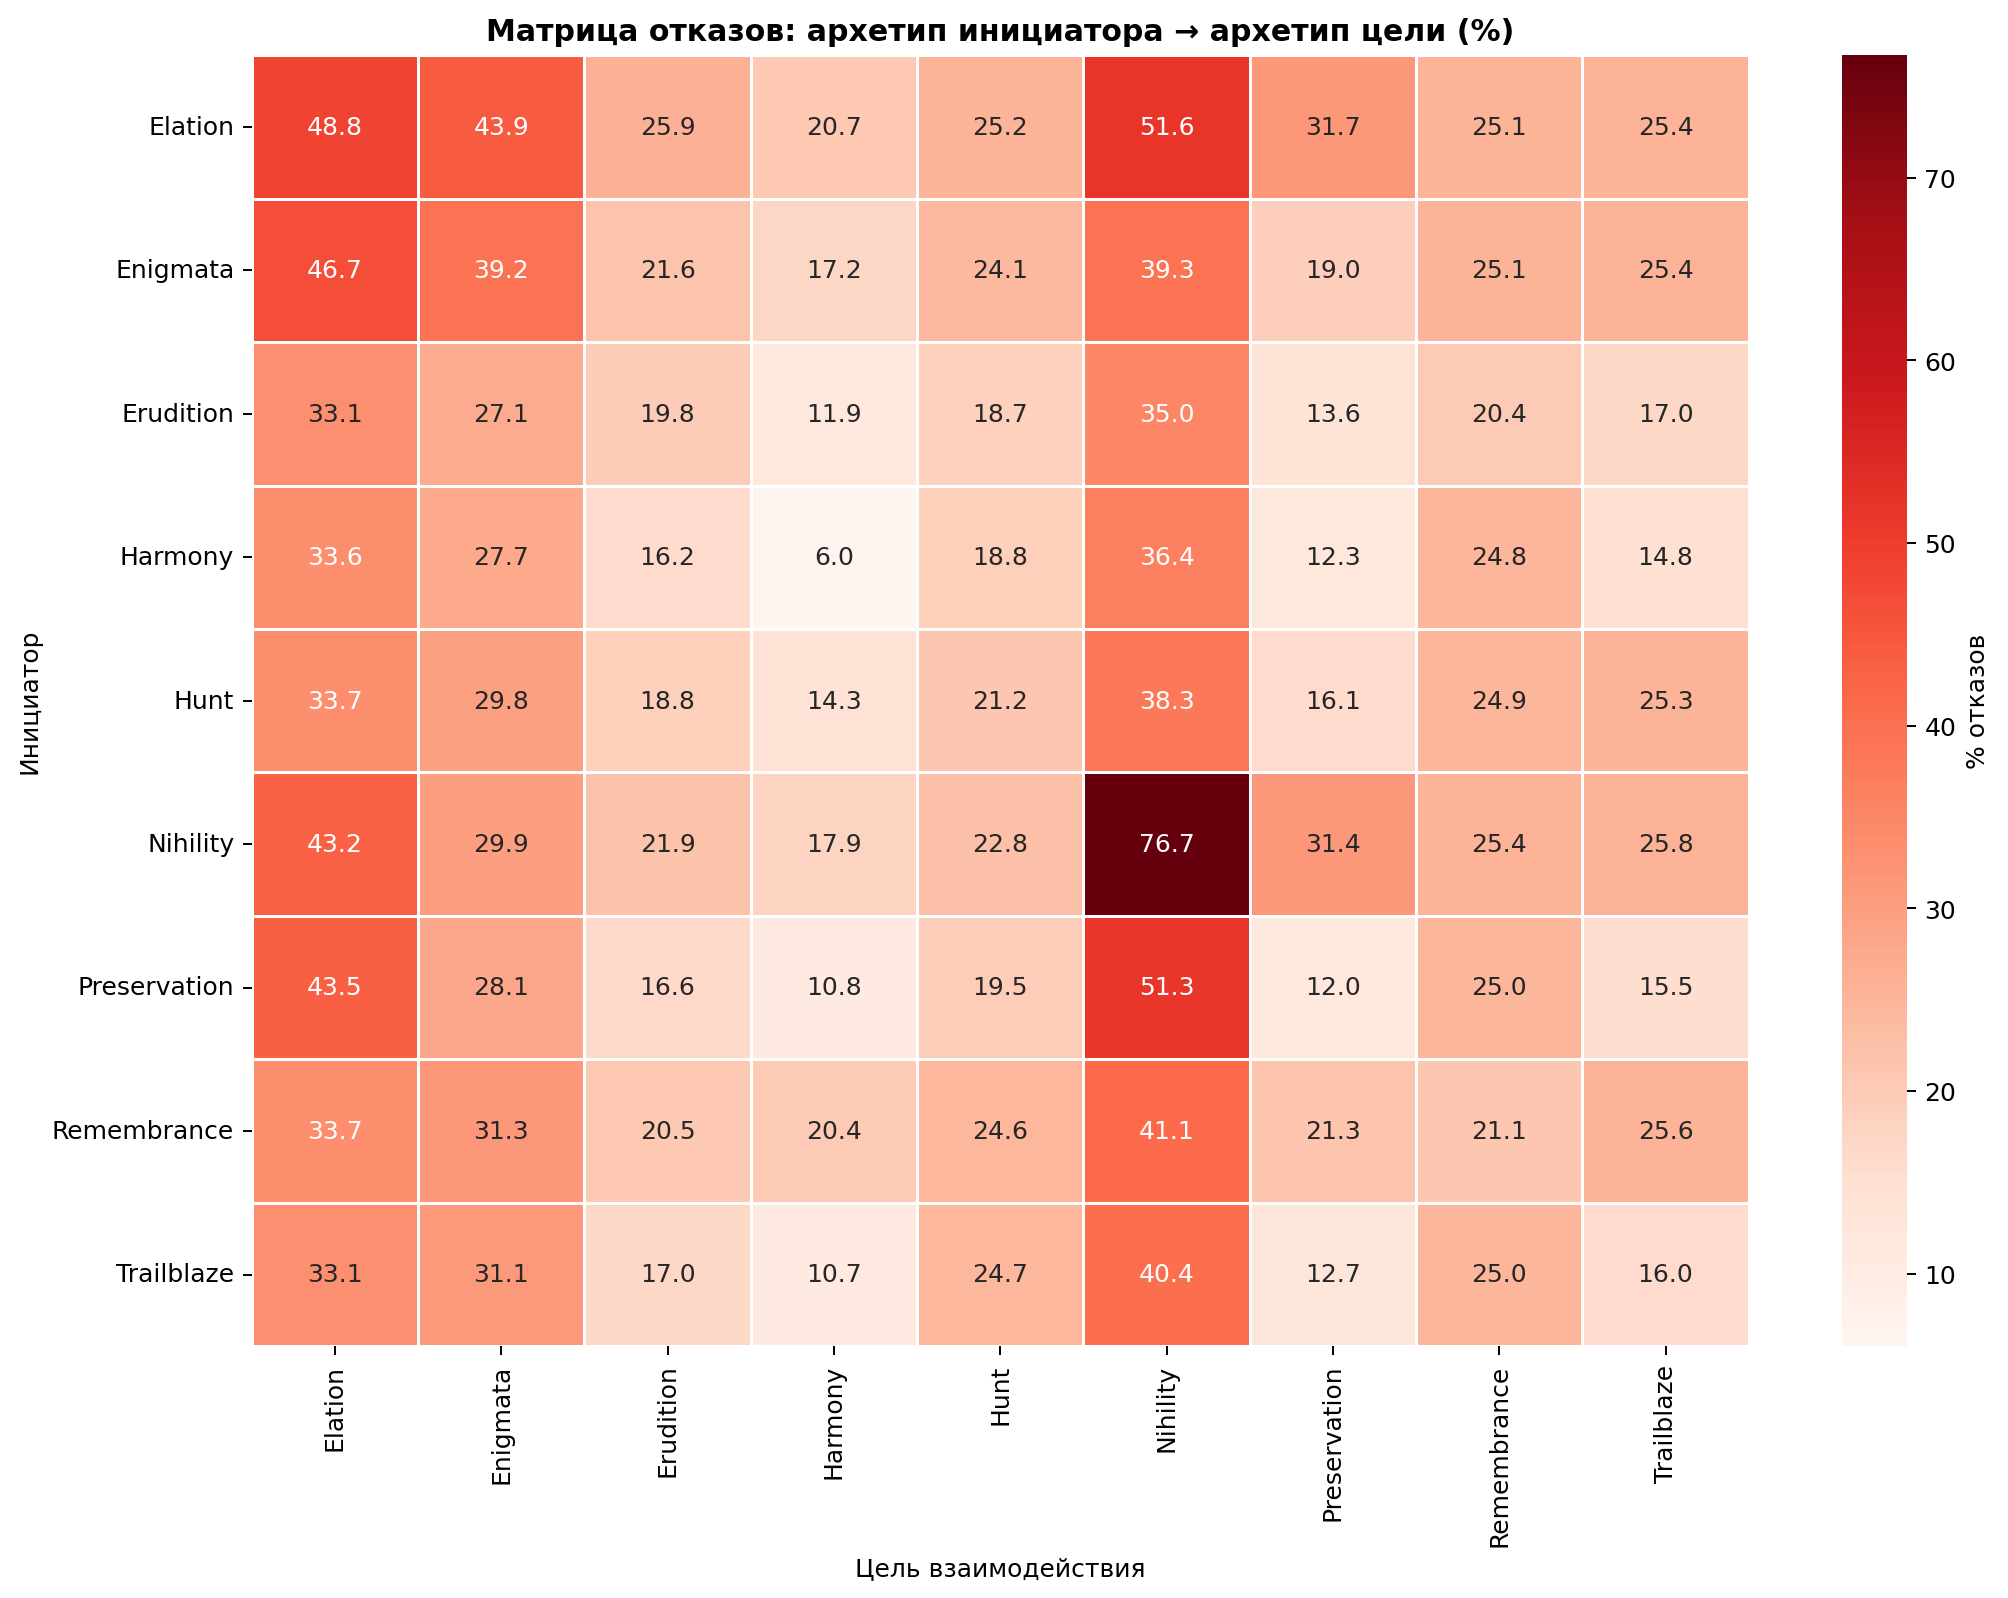 Матрица отказов: архетип инициатора → архетип цели (%)
Elation 48.8 43.9 25.9 20.7 25.2 51.6 31.7 25.1 25.4
Enigmata 46.7 39.2 21.6 17.2 24.1 39.3 19.0 25.1 25.4
Erudition 33.1 27.1 19.8 11.9 18.7 35.0 13.6 20.4 17.0
Harmony 33.6 27.7 16.2 6.0 18.8 36.4 12.3 24.8 14.8
Hunt 33.7 29.8 18.8 14.3 21.2 38.3 16.1 24.9 25.3
Nihility 43.2 29.9 21.9 17.9 22.8 76.7 31.4 25.4 25.8
Preservation 43.5 28.1 16.6 10.8 19.5 51.3 12.0 25.0 15.5
Remembrance 33.7 31.3 20.5 20.4 24.6 41.1 21.3 21.1 25.6
Trailblaze 33.1 31.1 17.0 10.7 24.7 40.4 12.7 25.0 16.0
Elation Enigmata Erudition Harmony Hunt Nihility Preservation Remembrance Trailblaze
Цель взаимодействия
Инициатор
70
60
50
40
30
20
10
% отказов